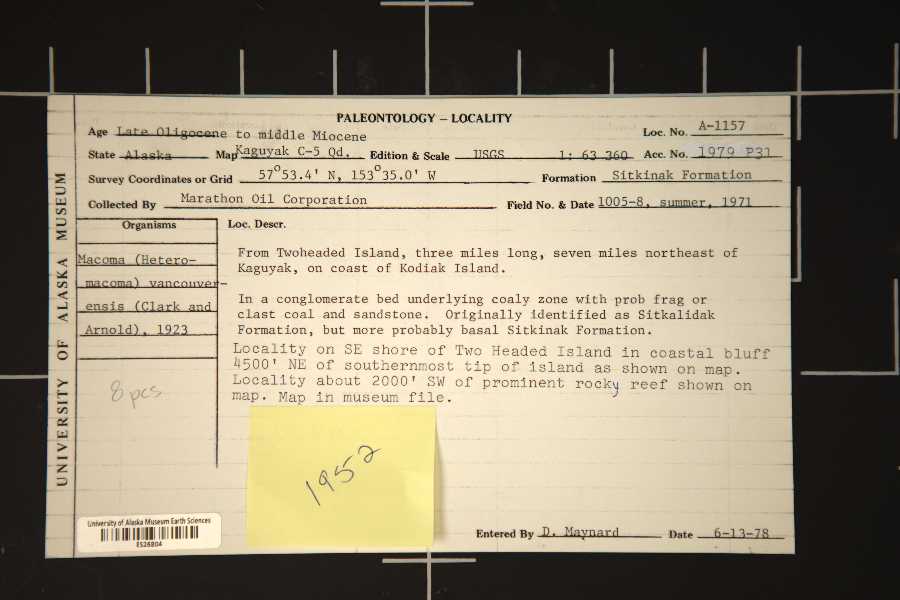 PALEONTOLOGY – LOCALITY
Age Late Oligocene to middle Miocene Loc. No. A-1157
State Alaska Map Kaguyak C-5 Qd. Edition & Scale USGS 1: 63 360 Acc. No. 1979 P31
Survey Coordinates or Grid 57°53.4' N, 153°35.0' W Formation Sitkinak Formation
Collected By Marathon Oil Corporation Field No. & Date 1005-8, summer, 1971
Organisms
Macoma (Hetero-
macoma) vancouver-
ensis (Clark and
Arnold), 1923
8 pcs
Loc. Descr.
From Twoheaded Island, three miles long, seven miles northeast of
Kaguyak, on coast of Kodiak Island.
In a conglomerate bed underlying coaly zone with prob frag or
clast coal and sandstone. Originally identified as Sitkalidak
Formation, but more probably basal Sitkinak Formation.
Locality on SE shore of Two Headed Island in coastal bluff
4500' NE of southernmost tip of island as shown on map.
Locality about 2000' SW of prominent rocky reef shown on
map. Map in museum file.
1952
Entered By D. Maynard Date 6-13-78
University of Alaska Museum Earth Sciences
ES26804
UNIVERSITY OF ALASKA MUSEUM